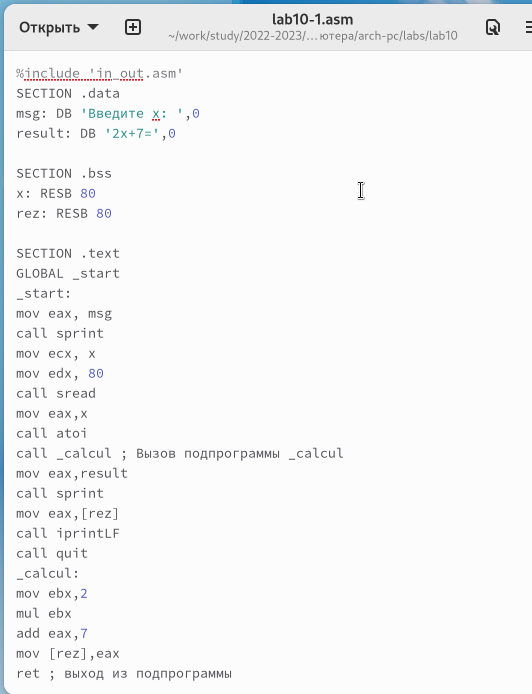 Открыть
lab10-1.asm
~/work/study/2022-2023/…ютера/arch-pc/labs/lab10
%include 'in_out.asm'
SECTION .data
msg: DB 'Введите x: ',0
result: DB '2x+7=',0
SECTION .bss
x: RESB 80
rez: RESB 80
SECTION .text
GLOBAL _start
_start:
mov eax, msg
call sprint
mov ecx, x
mov edx, 80
call sread
mov eax,x
call atoi
call _calcul ; Вызов подпрограммы _calcul
mov eax,result
call sprint
mov eax,[rez]
call iprintLF
call quit
_calcul:
mov ebx,2
mul ebx
add eax,7
mov [rez],eax
ret ; выход из подпрограммы